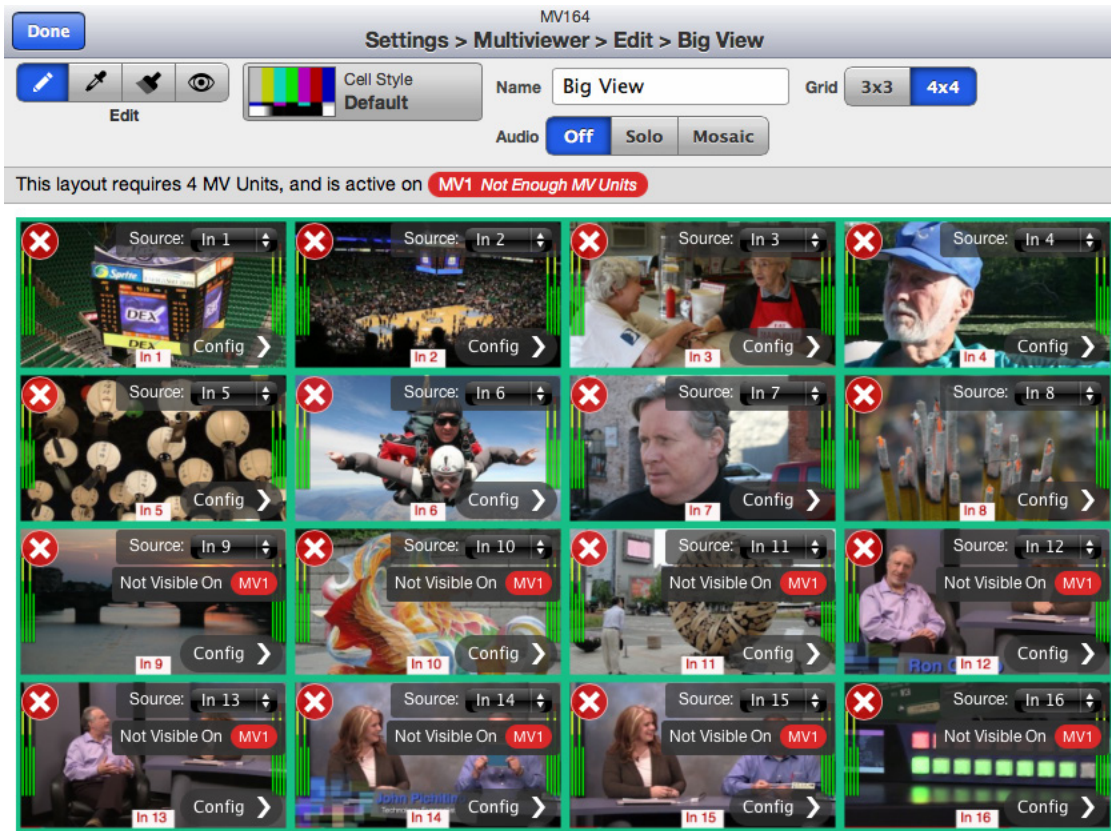 MV164
Done
Settings > Multiviewer > Edit > Big View
Edit
Cell Style
Default
Name Big View
Grid 3x3 4x4
Audio Off Solo Mosaic
This layout requires 4 MV Units, and is active on MV1 Not Enough MV Units
Source: In 1
Sprite
DEX
DEX
Config
In 1
Source: In 2
Config
In 2
Source: In 3
Config
In 3
Source: In 4
Config
In 4
Source: In 5
Config
In 5
Source: In 6
Config
In 6
Source: In 7
Config
In 7
Source: In 8
Config
In 8
Source: In 9
Not Visible On MV1
Config
In 9
Source: In 10
Not Visible On MV1
Config
In 10
Source: In 11
Not Visible On MV1
Config
In 11
Source: In 12
Not Visible On MV1
Config
Ron
In 12
Source: In 13
Not Visible On MV1
Config
In 13
Source: In 14
Not Visible On MV1
John
Config
In 14
Source: In 15
Not Visible On MV1
Config
In 15
Source: In 16
Not Visible On MV1
Config
In 16